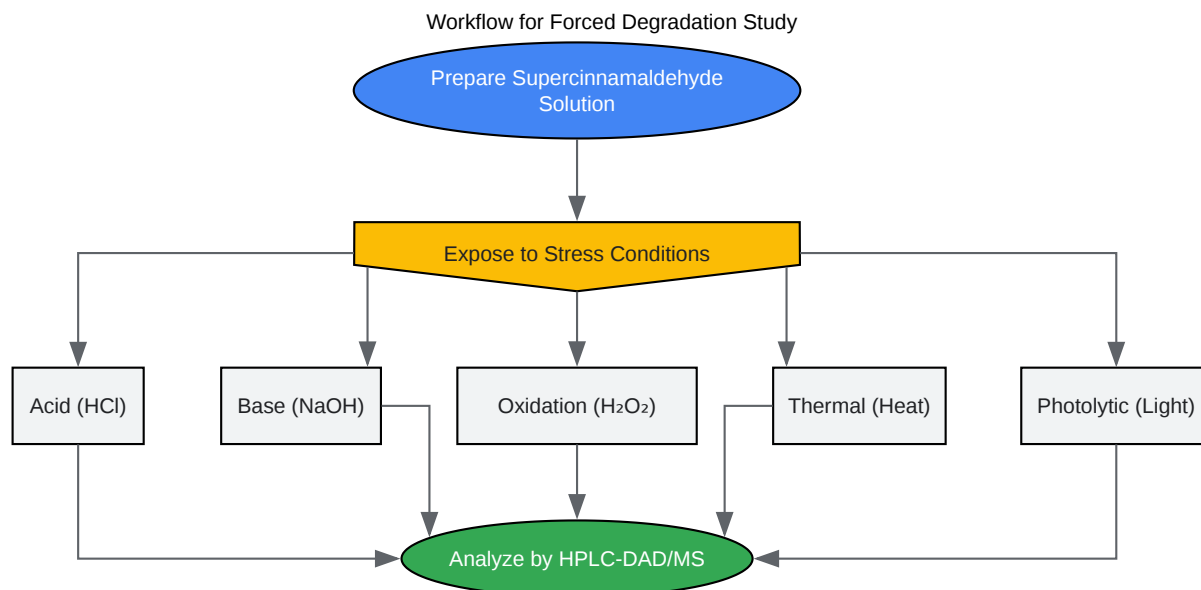 Workflow for Forced Degradation Study
Prepare Supercinnamaldehyde
Solution
Expose to Stress Conditions
Acid (HCl)
Base (NaOH)
Oxidation (H₂O₂)
Thermal (Heat)
Photolytic (Light)
Analyze by HPLC-DAD/MS